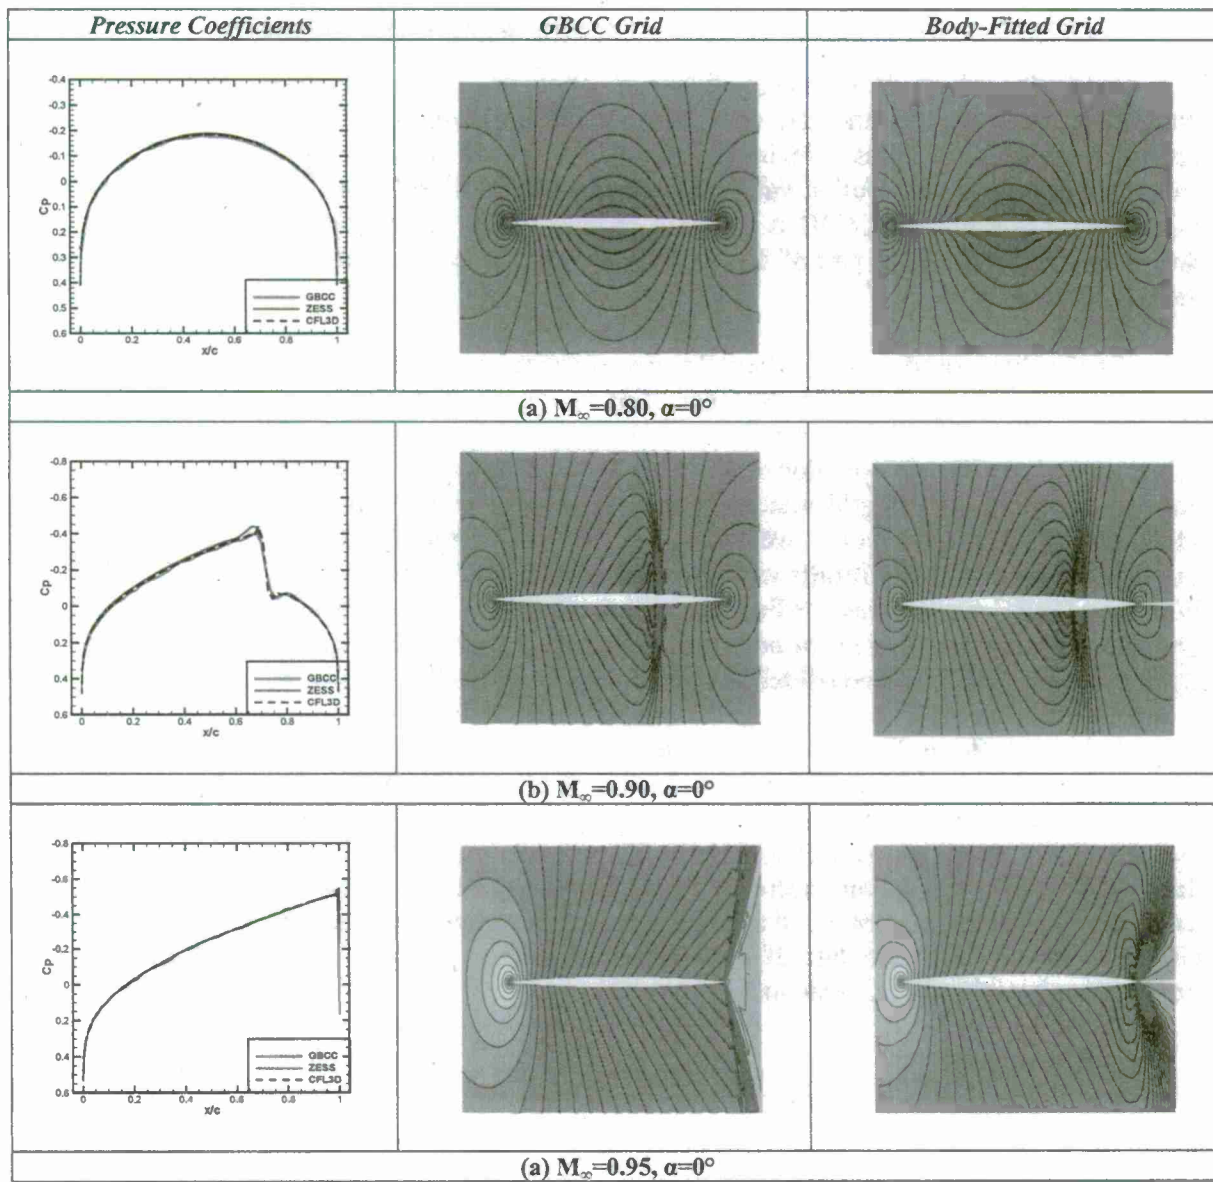 Pressure Coefficients GBCC Grid Body-Fitted Grid
-0.4
-0.3
-0.2
-0.1
0
0.1
0.2
0.3
0.4
0.5
0.6
Cp
GBCC
ZESS
CFL3D
0 0.2 0.4 0.6 0.8 1
x/c
(a) M∞=0.80, α=0°
-0.8
-0.6
-0.4
-0.2
0
0.2
0.4
0.6
Cp
GBCC
ZESS
CFL3D
0 0.2 0.4 0.6 0.8 1
x/c
(b) M∞=0.90, α=0°
-0.8
-0.6
-0.4
-0.2
0
0.2
0.4
0.6
Cp
GBCC
ZESS
CFL3D
0 0.2 0.4 0.6 0.8 1
x/c
(a) M∞=0.95, α=0°